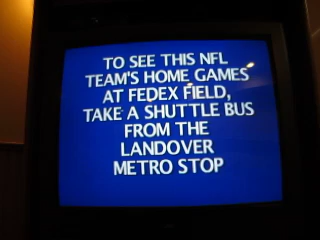 TO SEE THIS NFL
TEAM'S HOME GAMES
AT FEDEX FIELD,
TAKE A SHUTTLE BUS
FROM THE
LANDOVER
METRO STOP